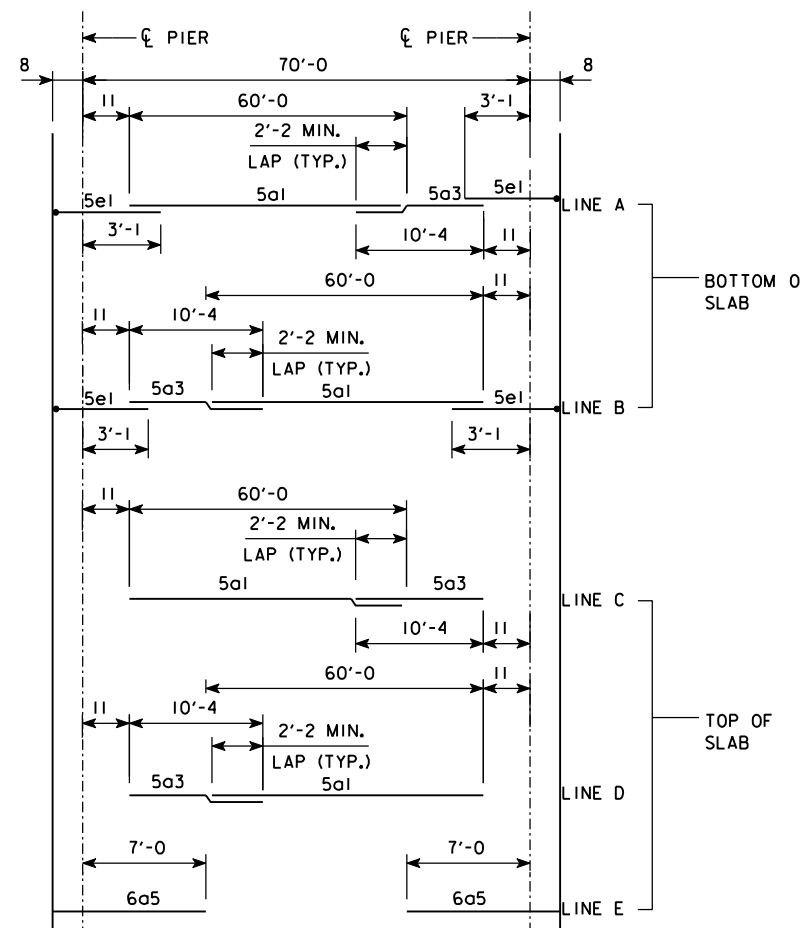 ℄ PIER ℄ PIER
8 70'-0 8
11 60'-0 3'-1
2'-2 MIN.
LAP (TYP.)
5e1 5a1 5a3 5e1 LINE A
3'-1 10'-4 11
60'-0
BOTTOM O
SLAB
11 10'-4
2'-2 MIN.
LAP (TYP.)
5e1 5a3 5a1 5e1 LINE B
3'-1 3'-1
11 60'-0
2'-2 MIN.
LAP (TYP.)
5a1 5a3 LINE C
10'-4 11
60'-0
11 10'-4
TOP OF
SLAB
2'-2 MIN.
LAP (TYP.)
5a3 5a1 LINE D
7'-0 7'-0
6a5 6a5 LINE E